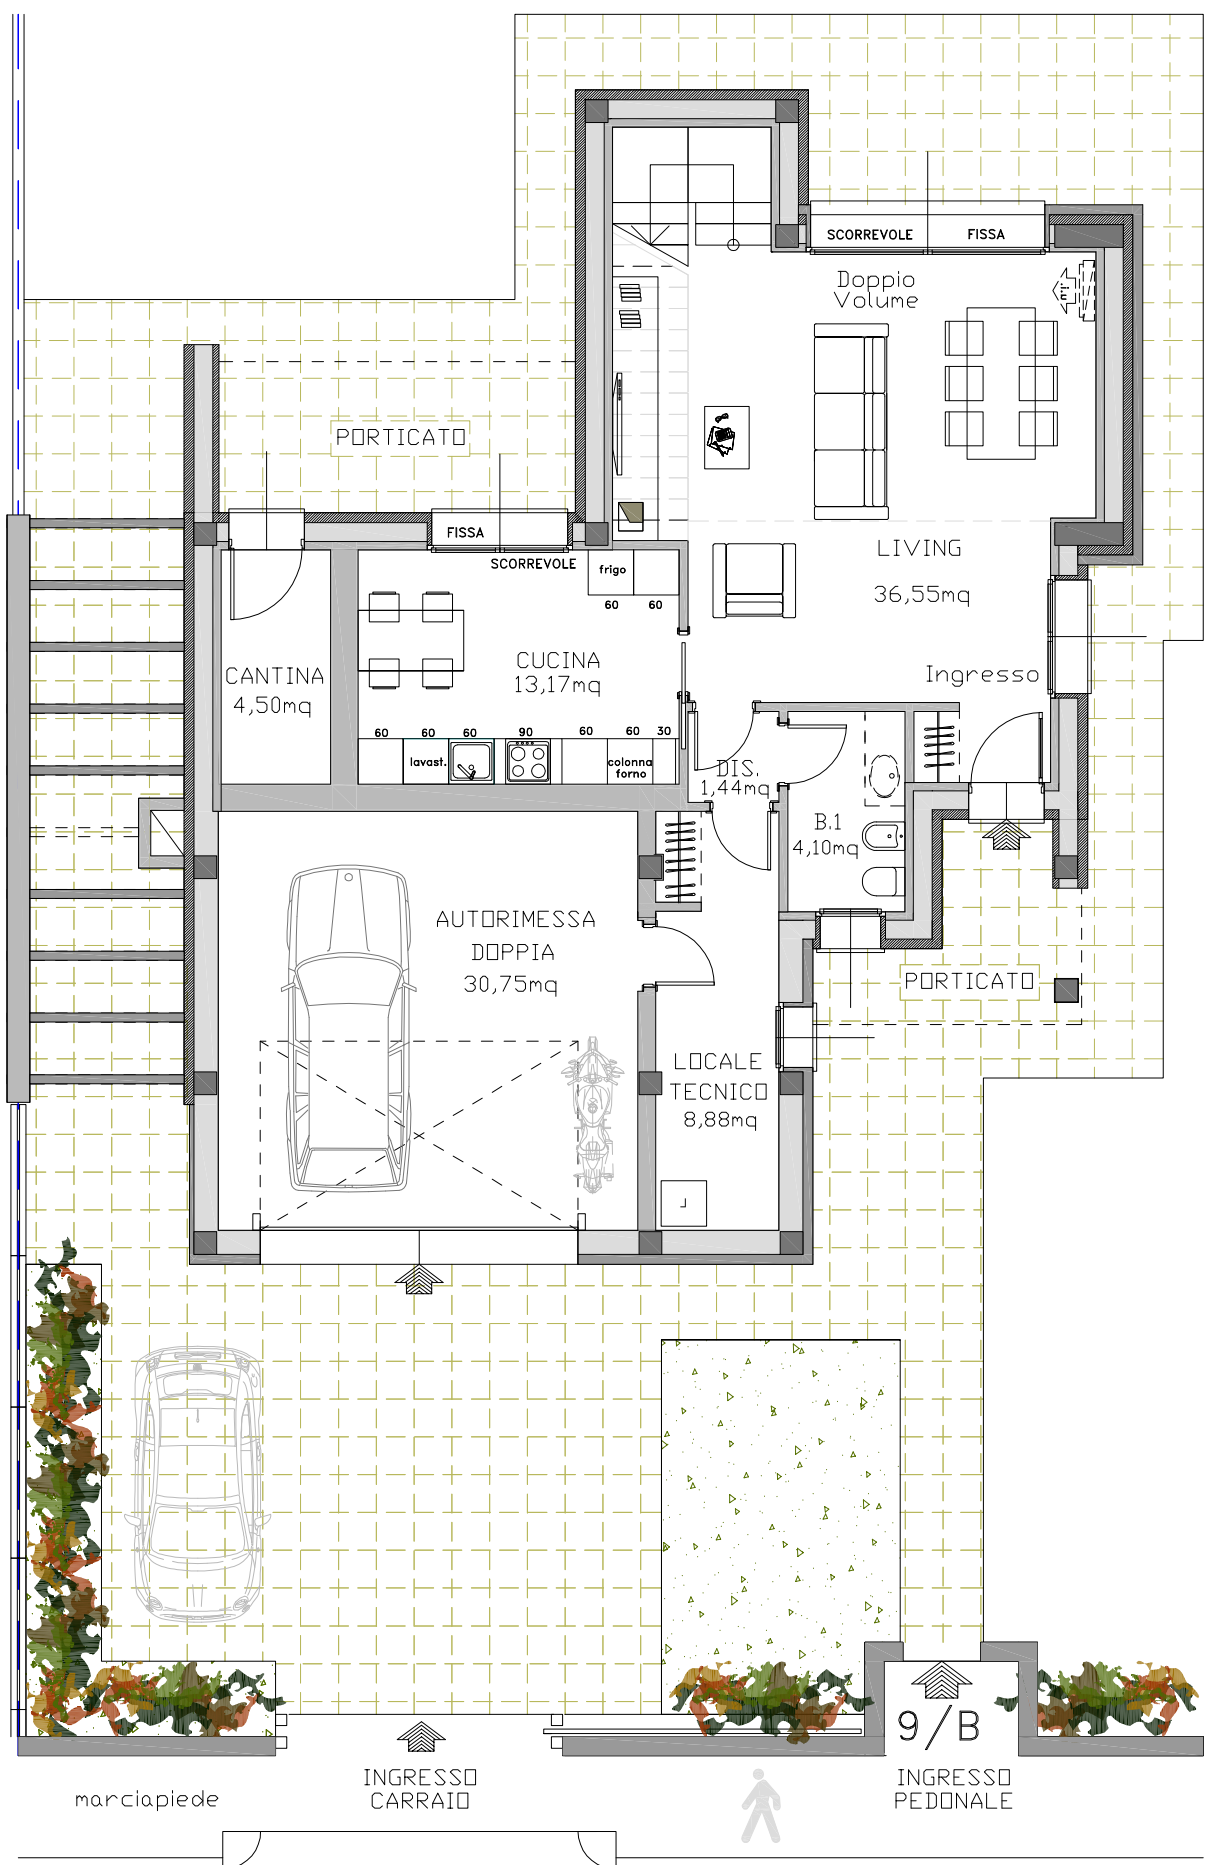 SCORREVOLE FISSA
Doppio
Volume
PORTICATO
FISSA
SCORREVOLE
frigo
60 60
LIVING
36,55mq
CUCINA
13,17mq
CANTINA
4,50mq
Ingresso
60 60 60 90 60 60 30
lavast.
colonna
forno
DIS.
1,44mq
B.1
4,10mq
AUTORIMESSA
DOPPIA
30,75mq
PORTICATO
LOCALE
TECNICO
8,88mq
9/B
INGRESSO
CARRAIO
INGRESSO
PEDONALE
marciapiede